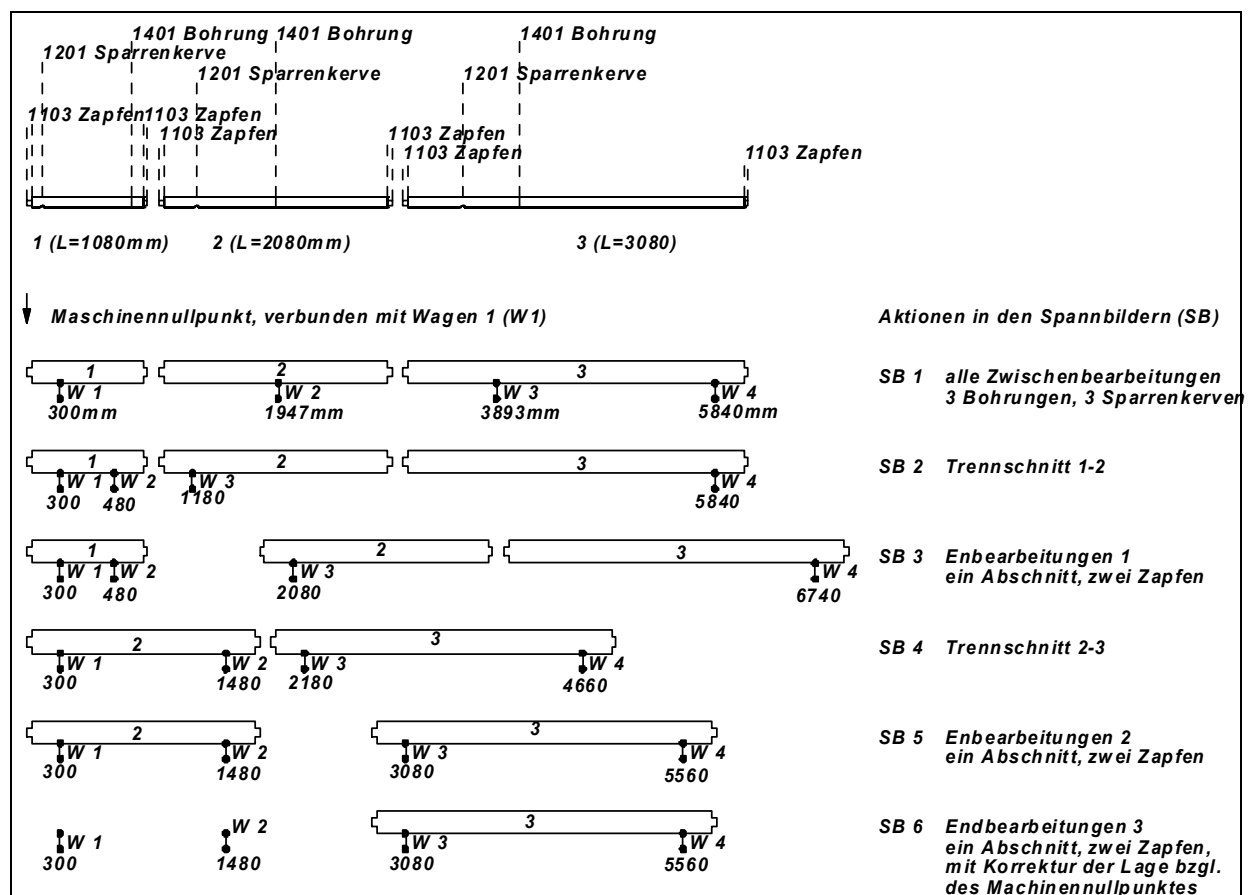 1401 Bohrung 1401 Bohrung 1401 Bohrung
1201 Sparrenkerve
1201 Sparrenkerve 1201 Sparrenkerve
1103 Zapfen 1103 Zapfen
1103 Zapfen 1103 Zapfen
1103 Zapfen 1103 Zapfen
1 (L=1080mm) 2 (L=2080mm) 3 (L=3080)
Maschinennullpunkt, verbunden mit Wagen 1 (W1) Aktionen in den Spannbildern (SB)
1 2 3
W 1 W 2 W 3 W 4
300mm 1947mm 3893mm 5840mm
SB 1 alle Zwischenbearbeitungen
3 Bohrungen, 3 Sparrenkerven
1 2 3
W 1 W 2 W 3 W 4
300 480 1180 5840
SB 2 Trennschnitt 1-2
1 2 3
W 1 W 2 W 3 W 4
300 480 2080 6740
SB 3 Enbearbeitungen 1
ein Abschnitt, zwei Zapfen
2 3
W 1 W 2 W 3 W 4
300 1480 2180 4660
SB 4 Trennschnitt 2-3
2 3
W 1 W 2 W 3 W 4
300 1480 3080 5560
SB 5 Enbearbeitungen 2
ein Abschnitt, zwei Zapfen
3
W 1 W 2 W 3 W 4
300 1480 3080 5560
SB 6 Endbearbeitungen 3
ein Abschnitt, zwei Zapfen,
mit Korrektur der Lage bzgl.
des Machinennullpunktes